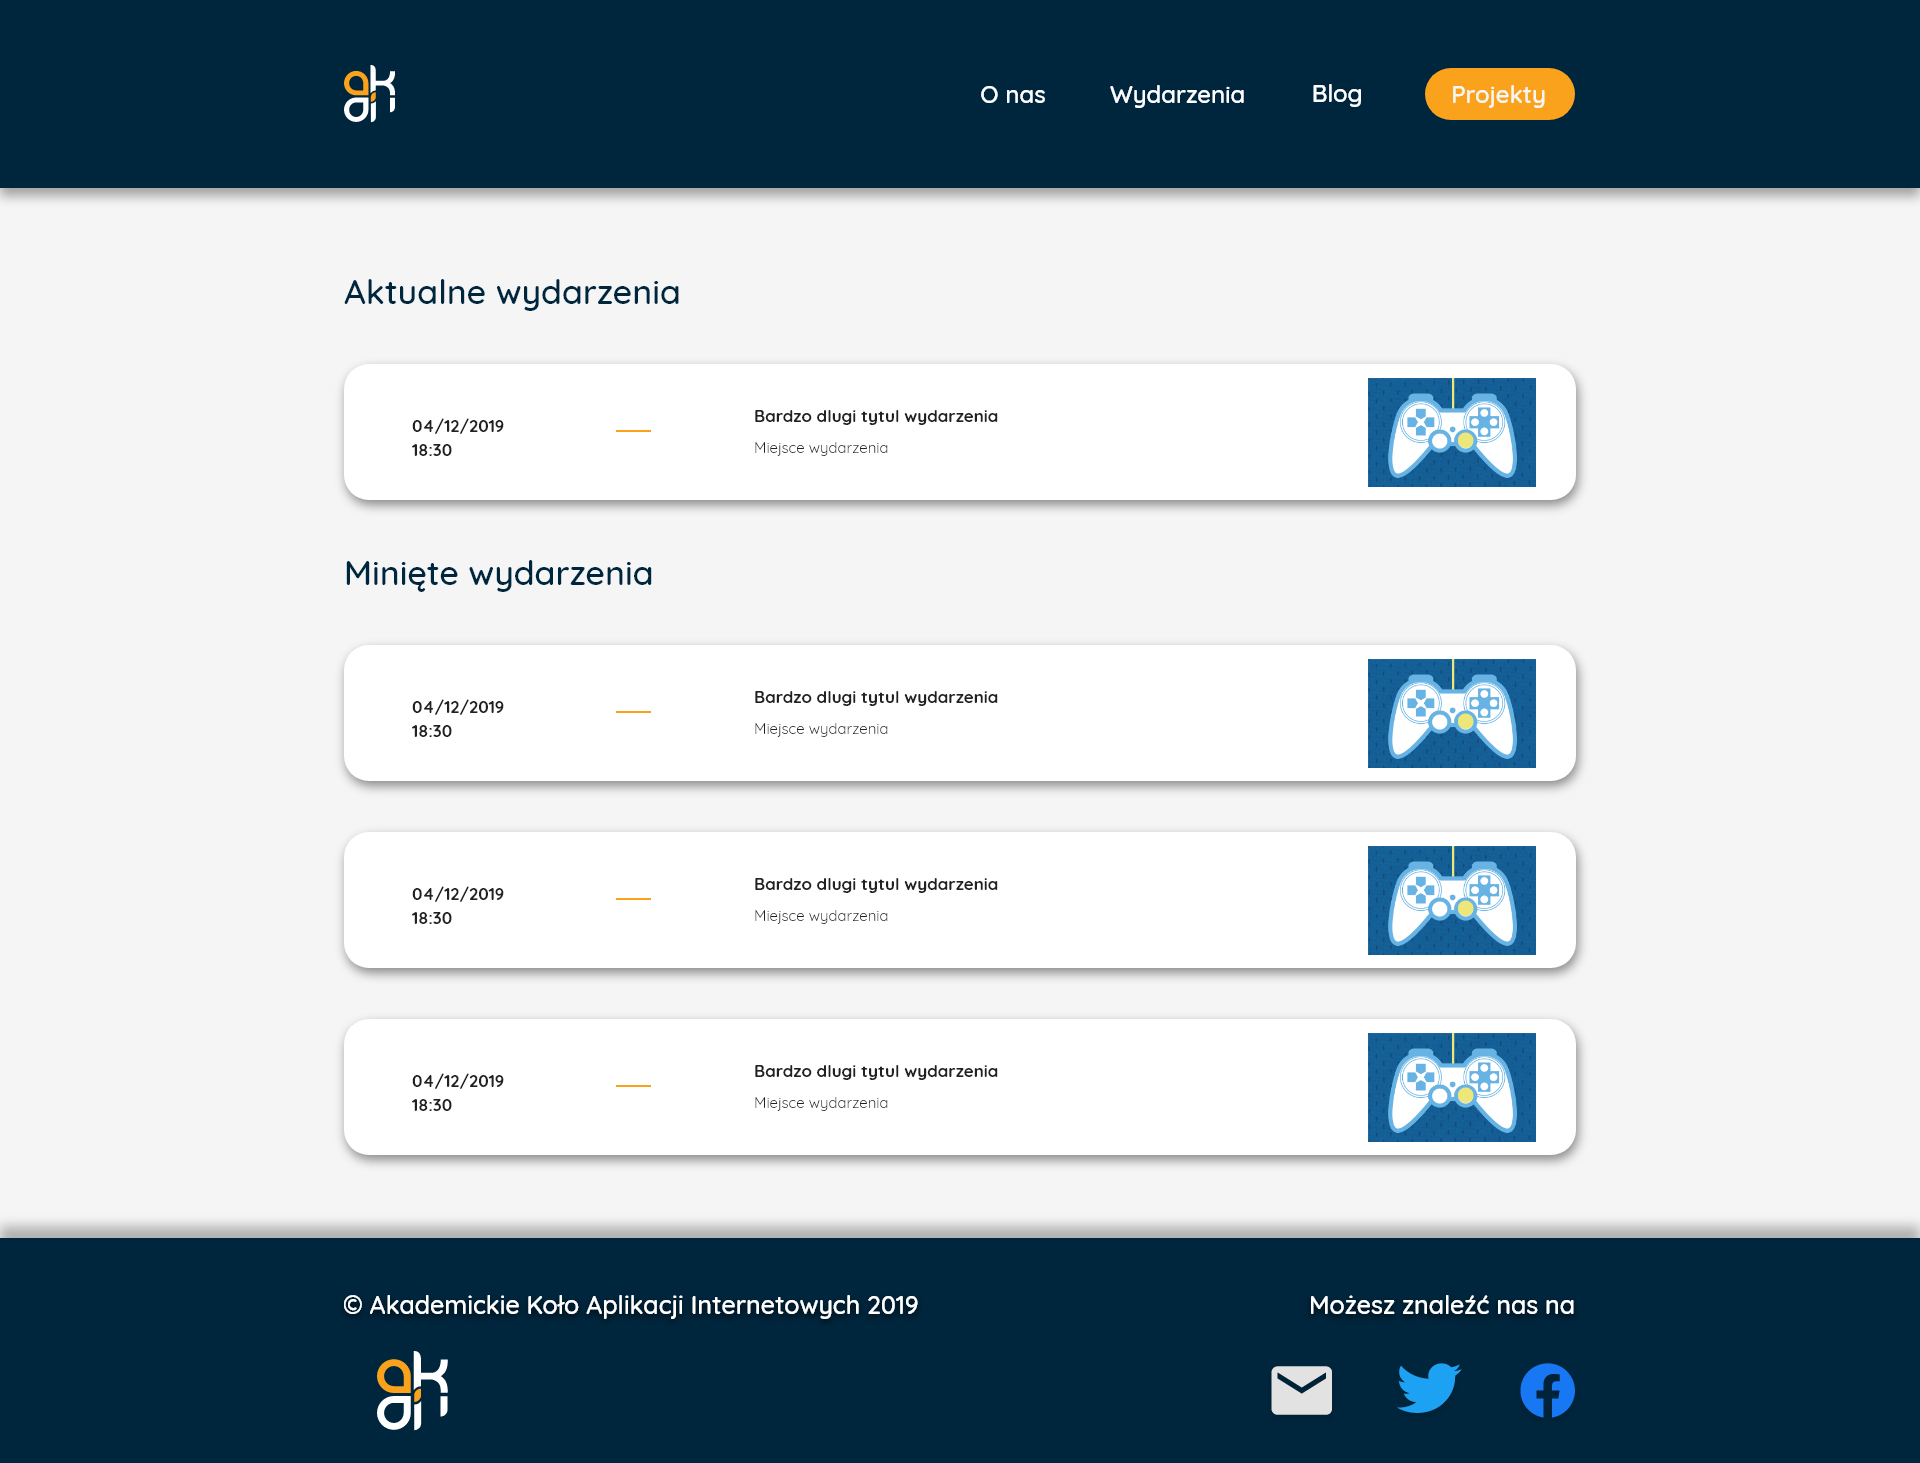 akai
O nas
Wydarzenia
Blog
Projekty
Aktualne wydarzenia
04/12/2019
18:30
Bardzo dlugi tytul wydarzenia
Miejsce wydarzenia
Minięte wydarzenia
04/12/2019
18:30
Bardzo dlugi tytul wydarzenia
Miejsce wydarzenia
04/12/2019
18:30
Bardzo dlugi tytul wydarzenia
Miejsce wydarzenia
04/12/2019
18:30
Bardzo dlugi tytul wydarzenia
Miejsce wydarzenia
© Akademickie Koło Aplikacji Internetowych 2019
Możesz znaleźć nas na
akai